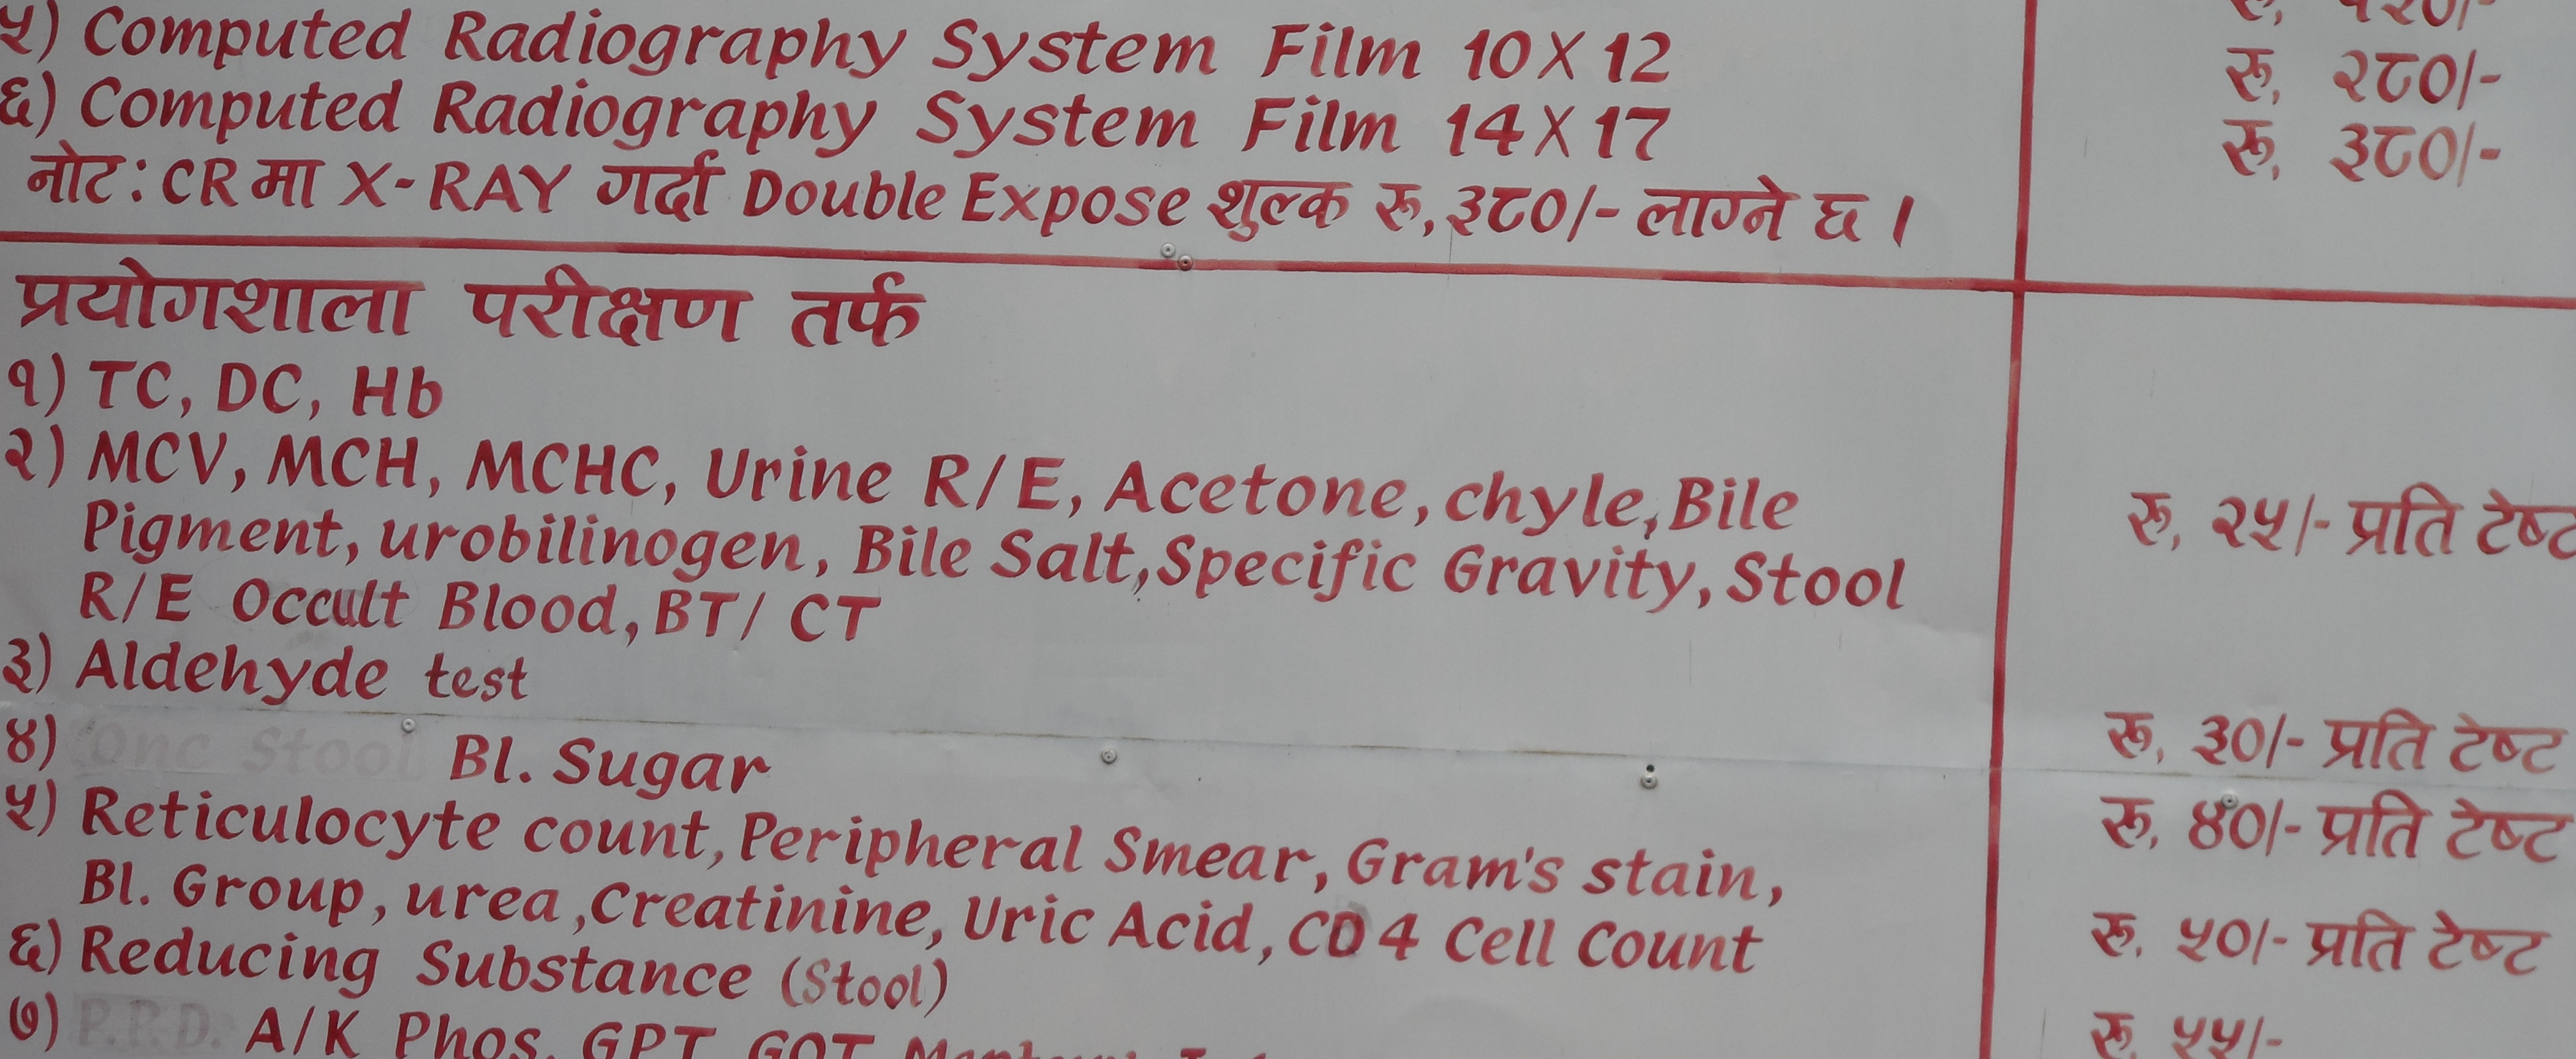 ५) Computed Radiography System Film 10X12 रू, २८०/-
६) Computed Radiography System Film 14X17 रू, ३८०/-
नोट: CR मा X-RAY गर्दा Double Expose शुल्क रू, ३८०/- लाग्ने छ ।
प्रयोगशाला परीक्षण तर्फ
१) TC, DC, Hb
२) MCV, MCH, MCHC, Urine R/E, Acetone, chyle, Bile
Pigment, urobilinogen, Bile Salt, Specific Gravity, Stool
R/E Occult Blood, BT/ CT
रू, २५/- प्रति टेष्ट
३) Aldehyde test रू, ३०/- प्रति टेष्ट
४) Bl. Sugar रू, ४०/- प्रति टेष्ट
५) Reticulocyte count, Peripheral Smear, Gram's stain,
Bl. Group, urea, Creatinine, Uric Acid, CD4 Cell Count रू. ५०/- प्रति टेष्ट
६) Reducing Substance (Stool) रू ५५/-
७) P.P.D. A/K Phos. GPT GOT